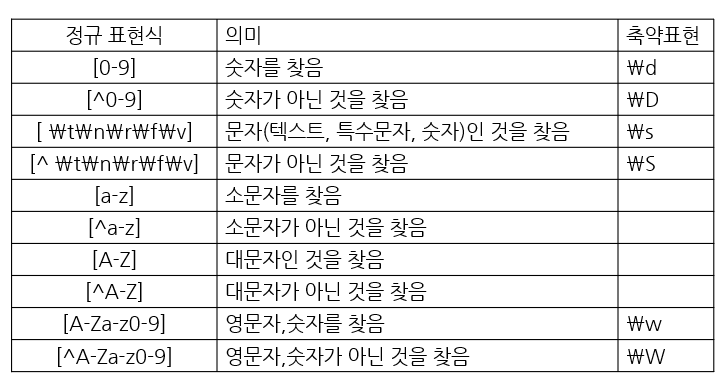 정규 표현식 의미 축약표현
[0-9] 숫자를 찾음 ₩d
[^0-9] 숫자가 아닌 것을 찾음 ₩D
[ ₩t₩n₩r₩f₩v] 문자(텍스트, 특수문자, 숫자)인 것을 찾음 ₩s
[^ ₩t₩n₩r₩f₩v] 문자가 아닌 것을 찾음 ₩S
[a-z] 소문자를 찾음
[^a-z] 소문자가 아닌 것을 찾음
[A-Z] 대문자인 것을 찾음
[^A-Z] 대문자가 아닌 것을 찾음
[A-Za-z0-9] 영문자,숫자를 찾음 ₩w
[^A-Za-z0-9] 영문자,숫자가 아닌 것을 찾음 ₩W